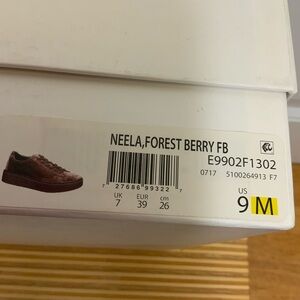 NEELA,FOREST BERRY FB
E9902F1302
0717 5100264913 F7
7 27686 99322 7
UK EUR cm US
7 39 26 9 M